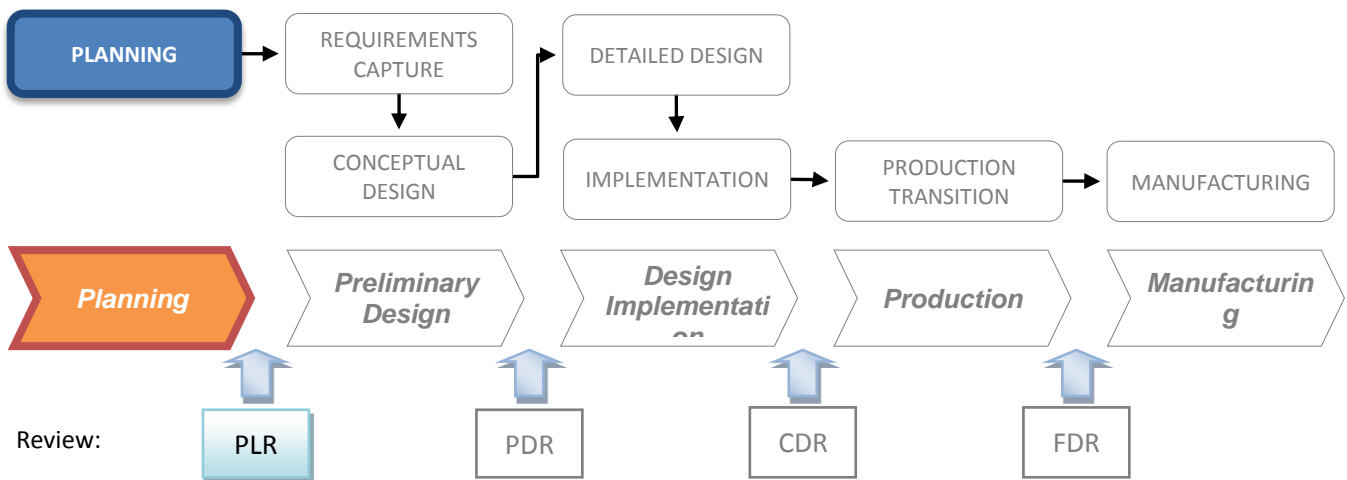 PLANNING
REQUIREMENTS
CAPTURE
DETAILED DESIGN
CONCEPTUAL
DESIGN
IMPLEMENTATION
PRODUCTION
TRANSITION
MANUFACTURING
Planning
Preliminary
Design
Design
Implementati
on
Production
Manufacturin
g
Review:
PLR
PDR
CDR
FDR